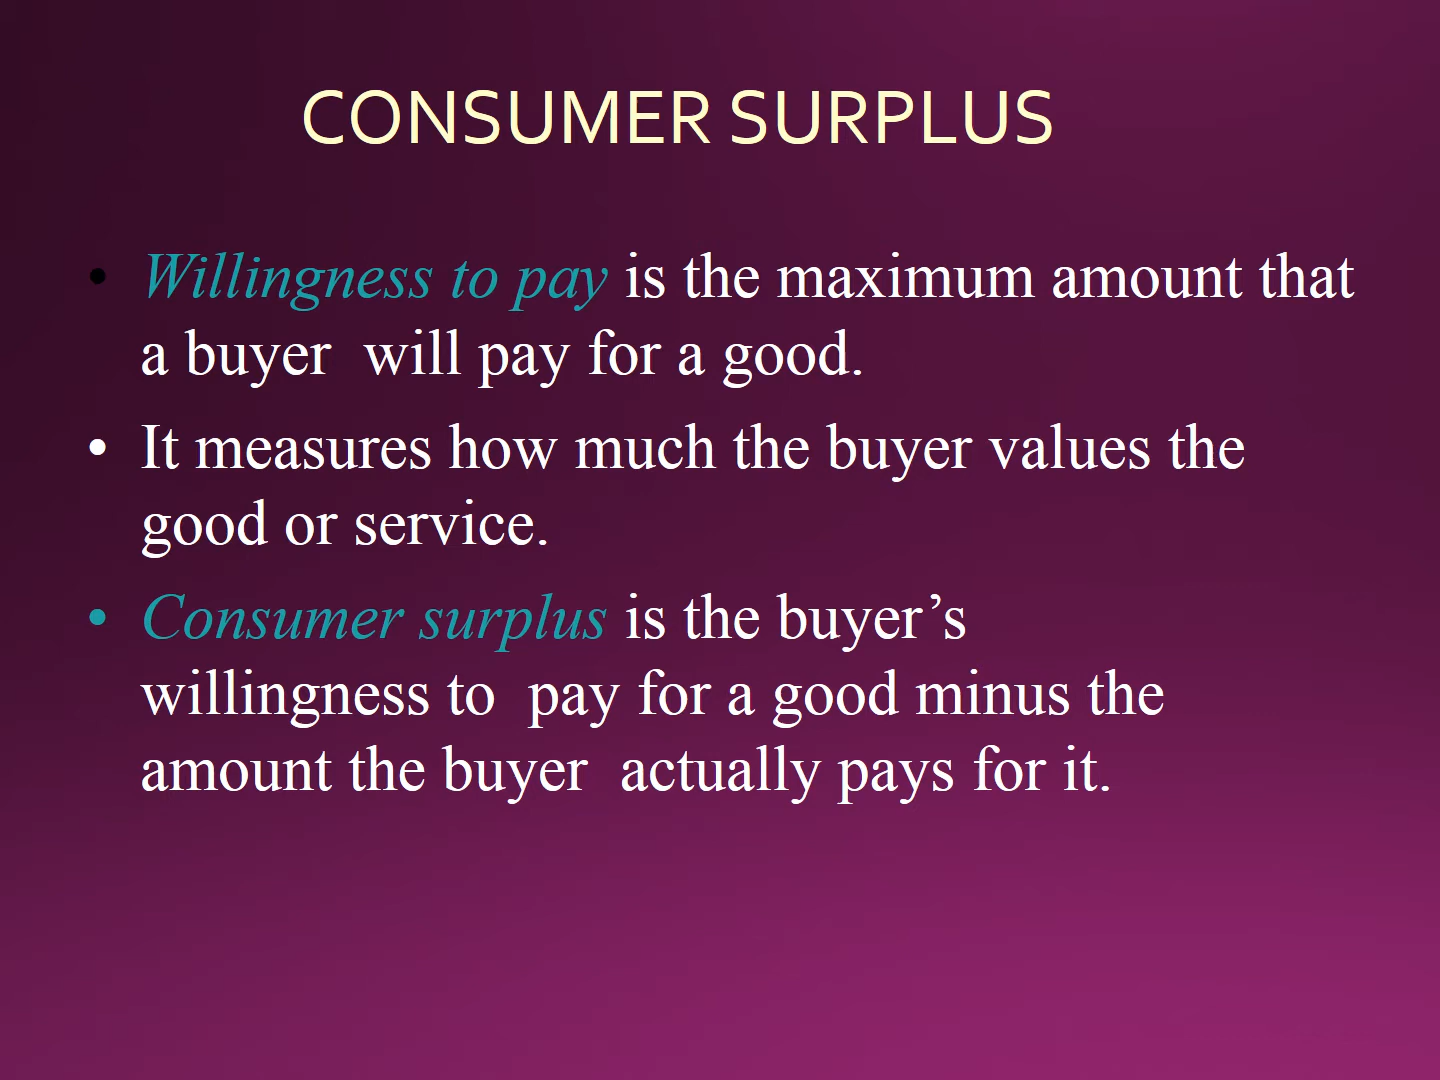 CONSUMER SURPLUS
• Willingness to pay is the maximum amount that
a buyer  will pay for a good.
• It measures how much the buyer values the
good or service.
• Consumer surplus is the buyer’s
willingness to  pay for a good minus the
amount the buyer  actually pays for it.